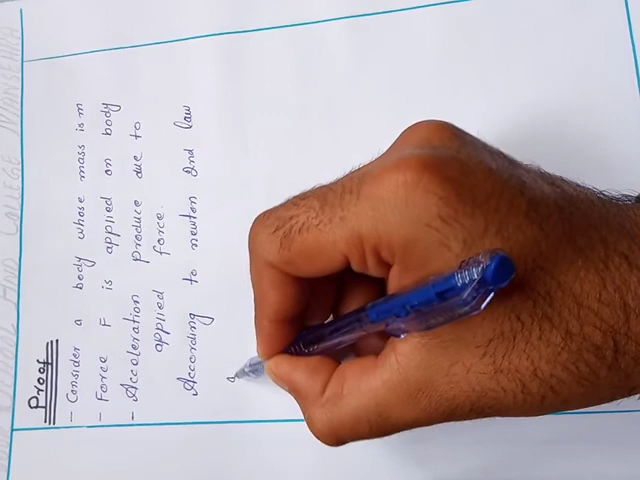 Proof
- Consider a body whose mass is m
- Force F is applied on body
- Acceleration produce due to
applied force.
According to newton 2nd law
a